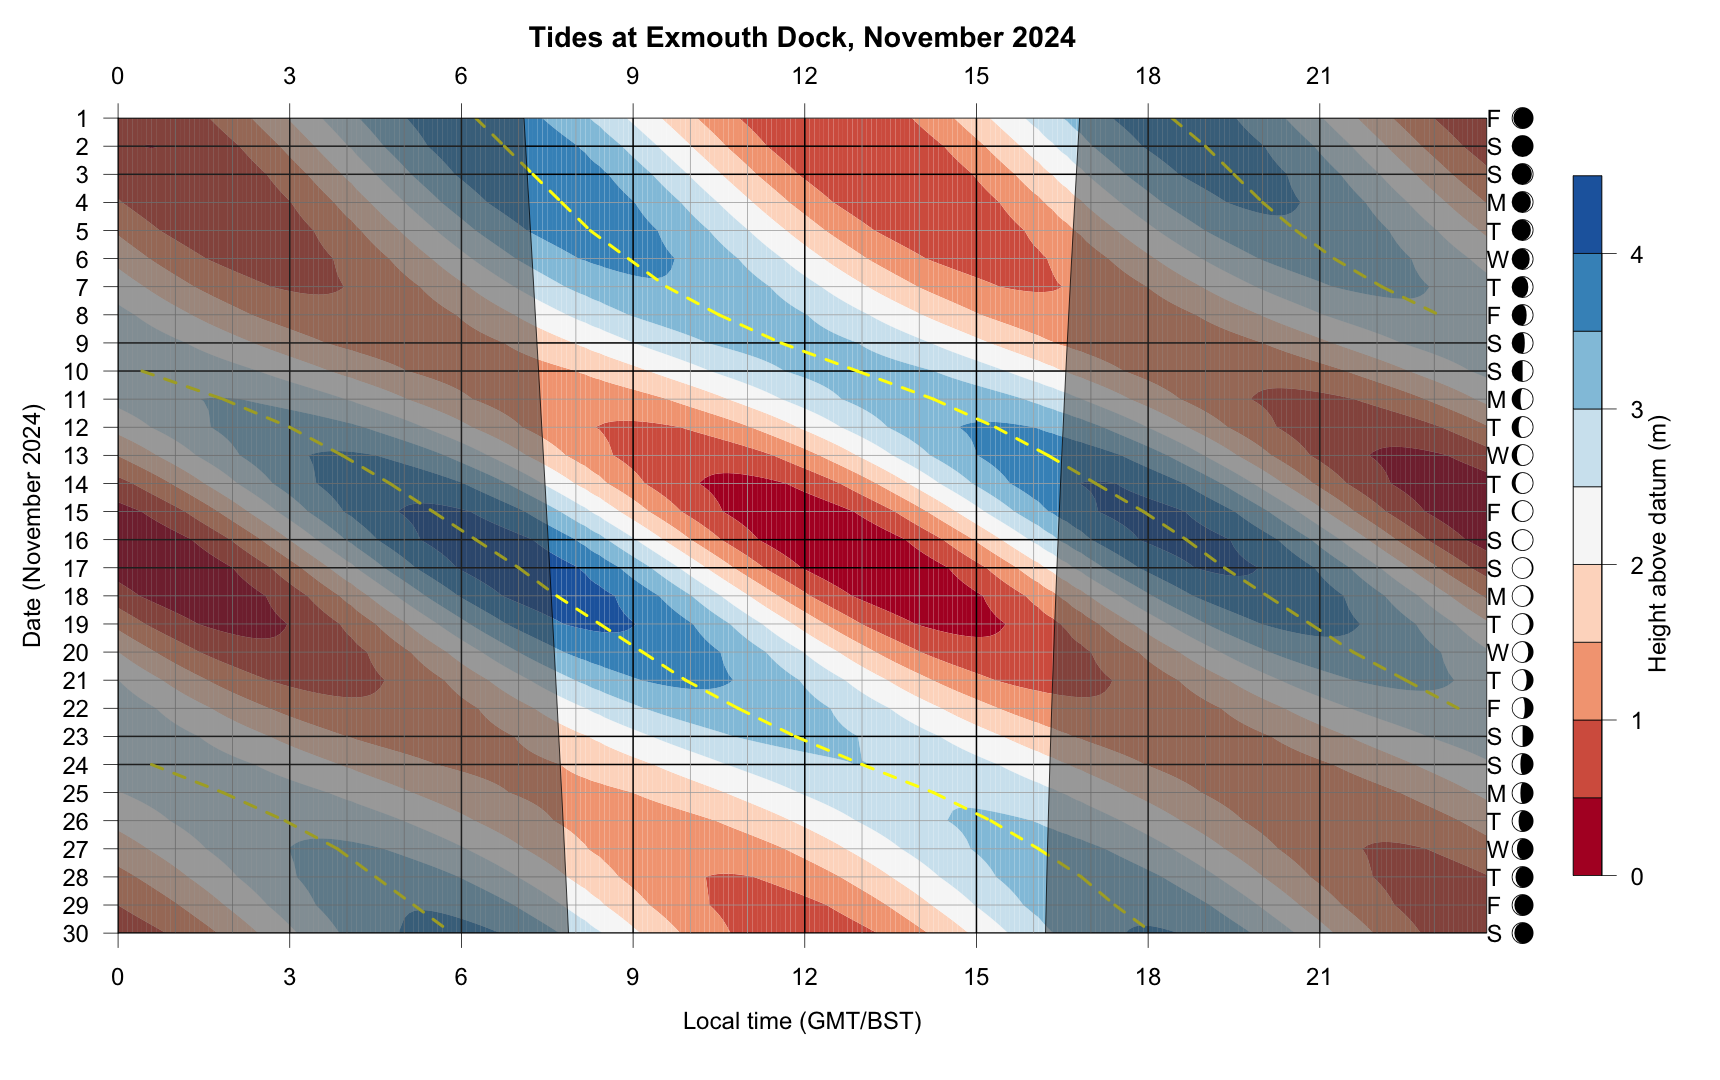 Tides at Exmouth Dock, November 2024
0 3 6 9 12 15 18 21
1 F
2 S
3 S
4 M
5 T
6 W
7 T
8 F
9 S
10 S
11 M
12 T
13 W
14 T
15 F
16 S
17 S
18 M
19 T
20 W
21 T
22 F
23 S
24 S
25 M
26 T
27 W
28 T
29 F
30 S
0 3 6 9 12 15 18 21
Local time (GMT/BST)
Date (November 2024)
4
3
2
1
0
Height above datum (m)